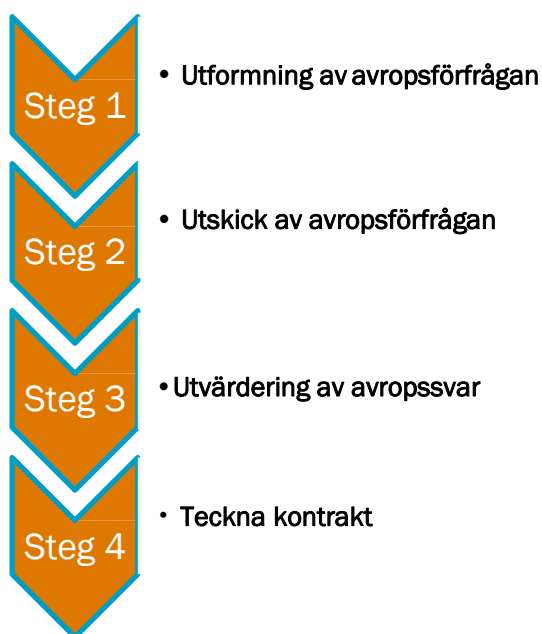 • Utformning av avropsförfrågan
Steg 1
• Utskick av avropsförfrågan
Steg 2
• Utvärdering av avropssvar
Steg 3
• Teckna kontrakt
Steg 4